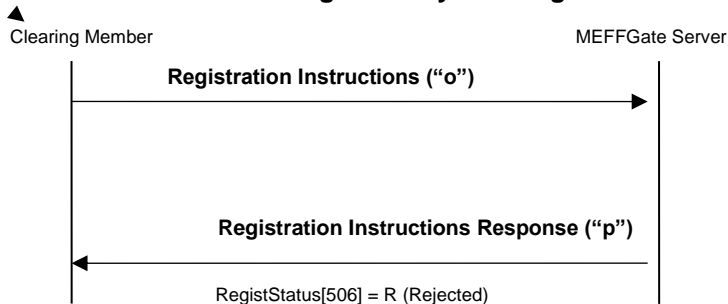 Clearing Member
MEFFGate Server
Registration Instructions (“o”)
Registration Instructions Response (“p”)
RegistStatus[506] = R (Rejected)